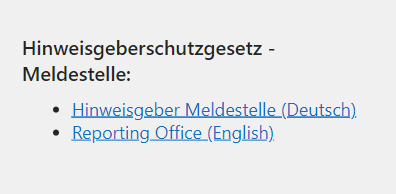 Hinweisgeberschutzgesetz -
Meldestelle:
Hinweisgeber Meldestelle (Deutsch)
Reporting Office (English)